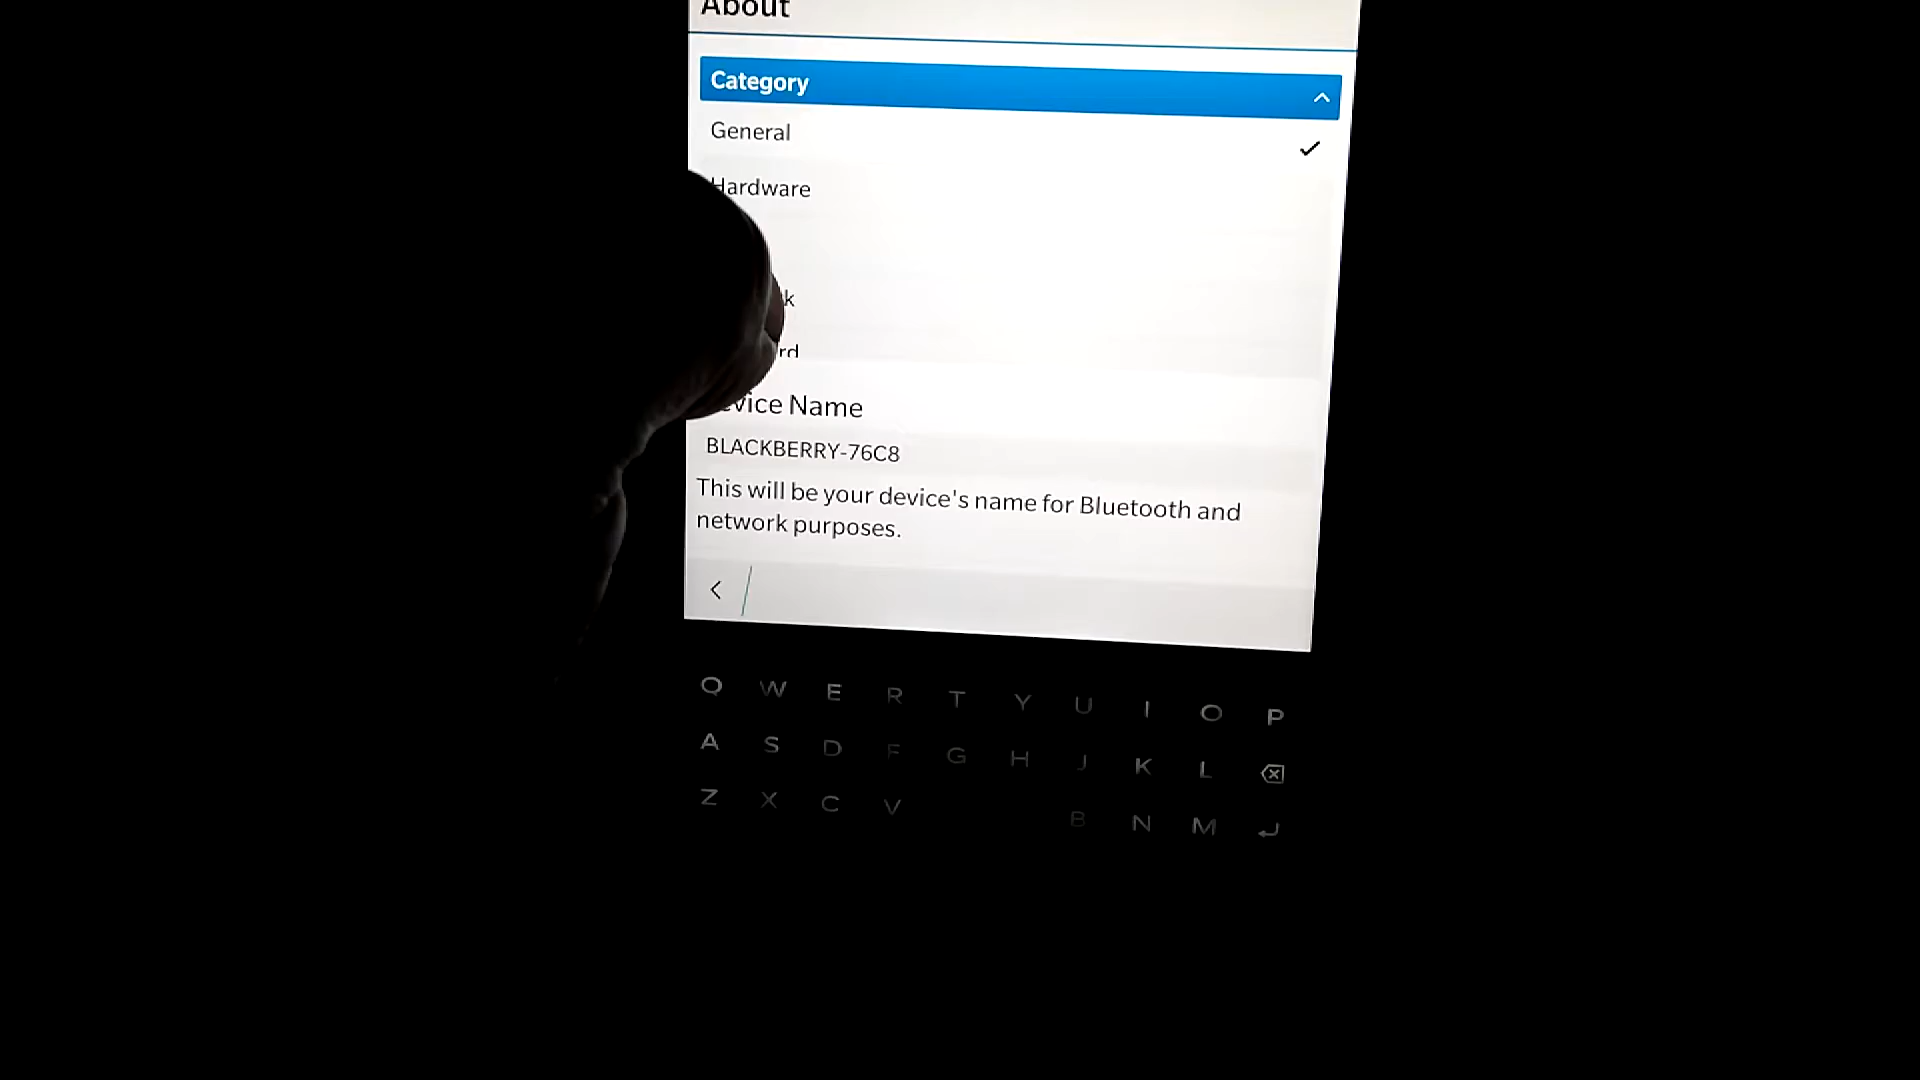 About
Category
General
Hardware
Device Name
BLACKBERRY-76C8
This will be your device's name for Bluetooth and
network purposes.
Q W E R T Y U I O P
A S D F G H J K L
Z X C V B N M